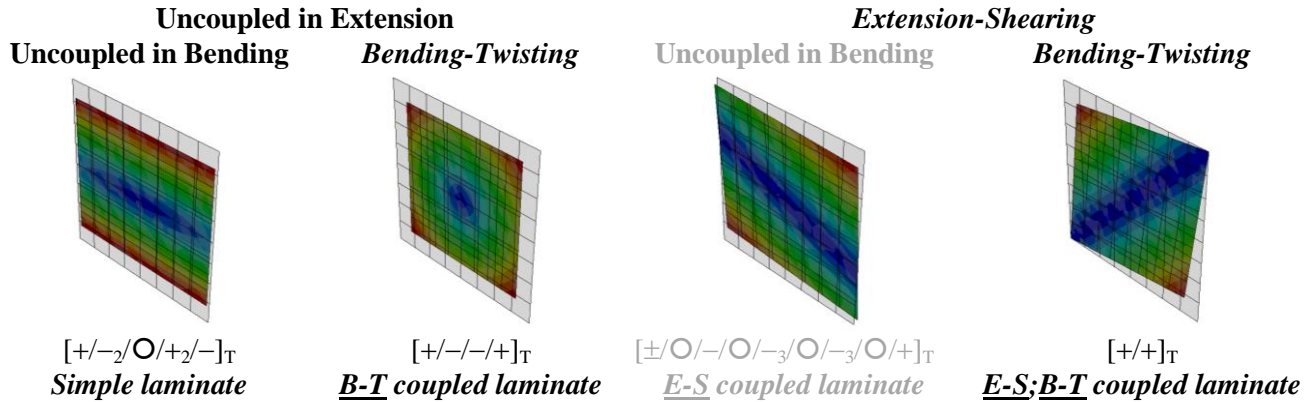 Uncoupled in Extension Extension-Shearing
Uncoupled in Bending Bending-Twisting Uncoupled in Bending Bending-Twisting
[+/−₂/O/+₂/−]T [+/-/-/+]T [±/O/−/O/−₃/O/−₃/O/+]T [+/+]T
Simple laminate B-T coupled laminate E-S coupled laminate E-S;B-T coupled laminate